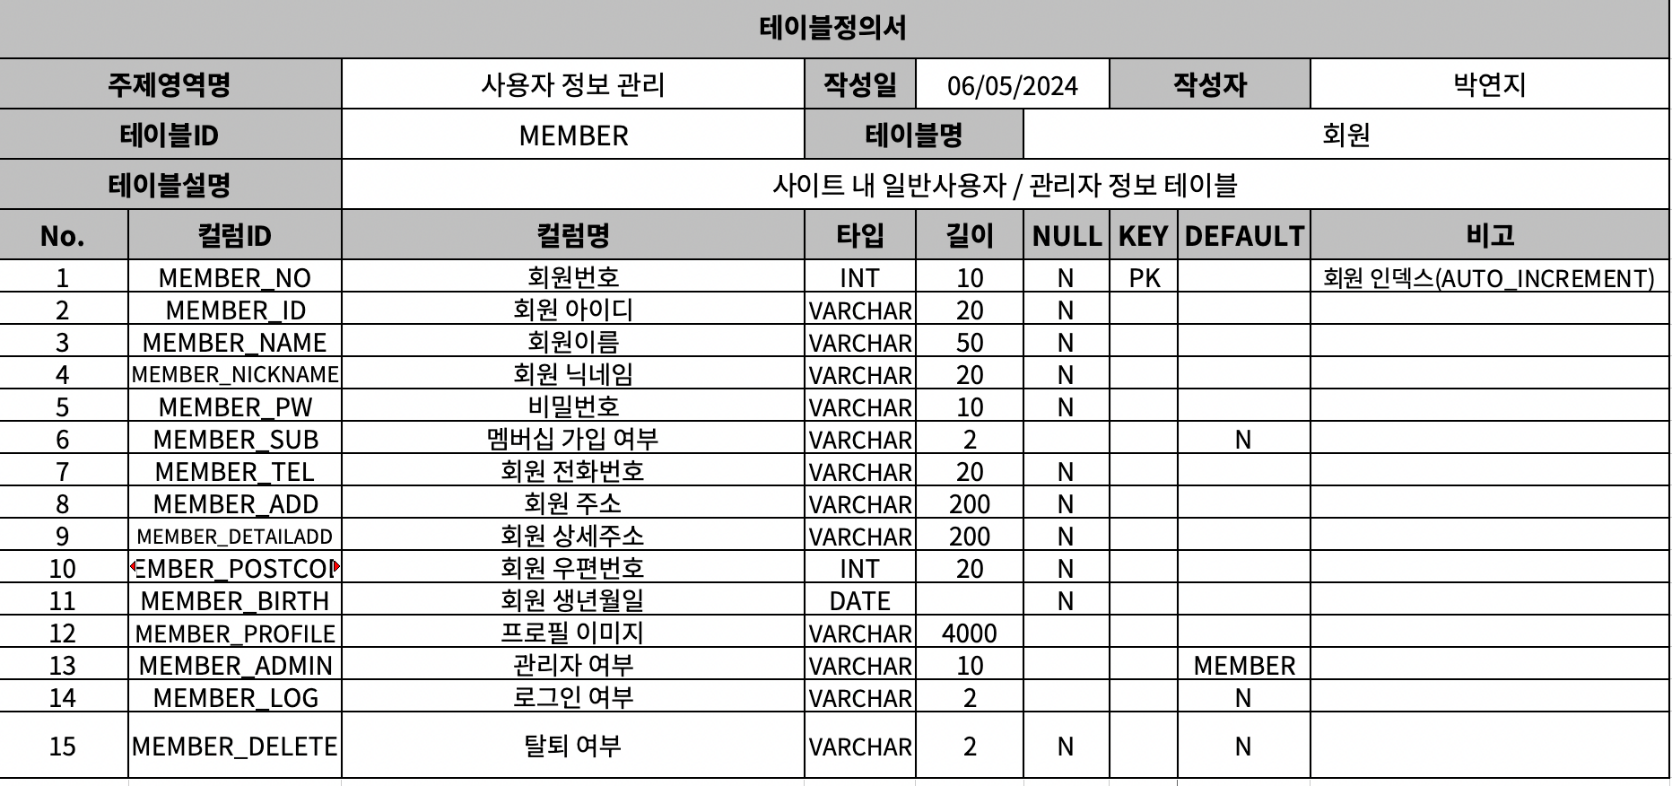 테이블정의서
주제영역명 사용자 정보 관리 작성일 06/05/2024 작성자 박연지
테이블ID MEMBER 테이블명 회원
테이블설명 사이트 내 일반사용자 / 관리자 정보 테이블
No. 컬럼ID 컬럼명 타입 길이 NULL KEY DEFAULT 비고
1 MEMBER_NO 회원번호 INT 10 N PK 회원 인덱스(AUTO_INCREMENT)
2 MEMBER_ID 회원 아이디 VARCHAR 20 N
3 MEMBER_NAME 회원이름 VARCHAR 50 N
4 MEMBER_NICKNAME 회원 닉네임 VARCHAR 20 N
5 MEMBER_PW 비밀번호 VARCHAR 10 N
6 MEMBER_SUB 멤버십 가입 여부 VARCHAR 2 N
7 MEMBER_TEL 회원 전화번호 VARCHAR 20 N
8 MEMBER_ADD 회원 주소 VARCHAR 200 N
9 MEMBER_DETAILADD 회원 상세주소 VARCHAR 200 N
10 EMBER_POSTCO 회원 우편번호 INT 20 N
11 MEMBER_BIRTH 회원 생년월일 DATE N
12 MEMBER_PROFILE 프로필 이미지 VARCHAR 4000
13 MEMBER_ADMIN 관리자 여부 VARCHAR 10 MEMBER
14 MEMBER_LOG 로그인 여부 VARCHAR 2 N
15 MEMBER_DELETE 탈퇴 여부 VARCHAR 2 N N